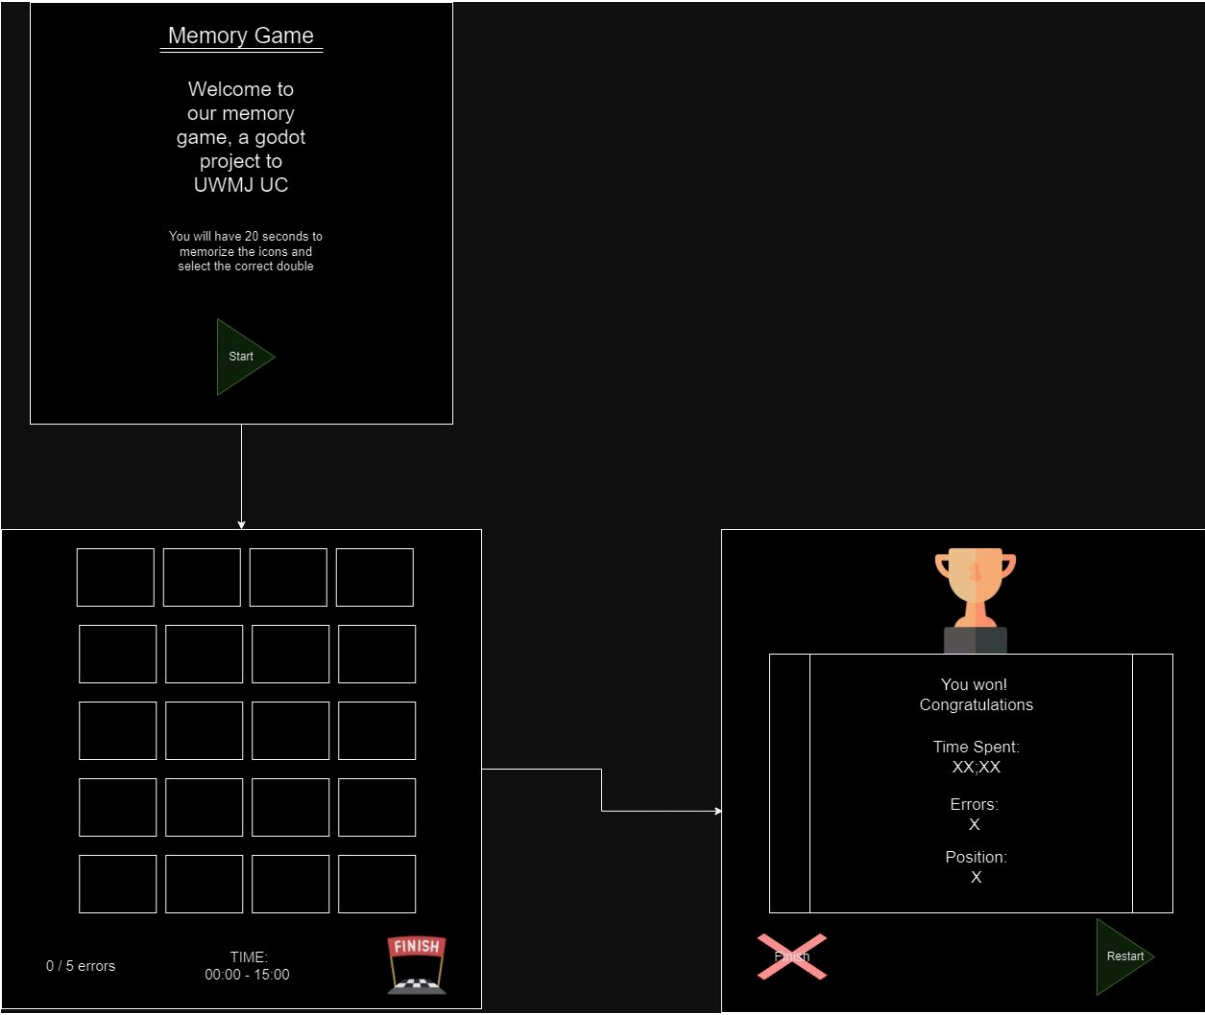 Memory Game
Welcome to
our memory
game, a godot
project to
UWMJ UC
You will have 20 seconds to
memorize the icons and
select the correct double
Start
0 / 5 errors
TIME:
00:00 - 15:00
FINISH
1
You won!
Congratulations
Time Spent:
XX;XX
Errors:
X
Position:
X
Finish
Restart